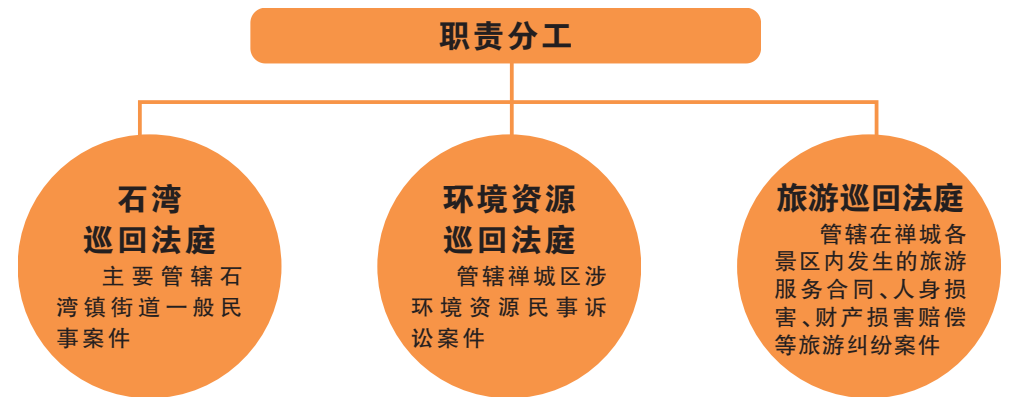 职责分工
石湾
巡回法庭
主要管辖石
湾镇街道一般民
事案件
环境资源
巡回法庭
管辖禅城区涉
环境资源民事诉
讼案件
旅游巡回法庭
管辖在禅城各
景区内发生的旅游
服务合同、人身损
害、财产损害赔偿
等旅游纠纷案件